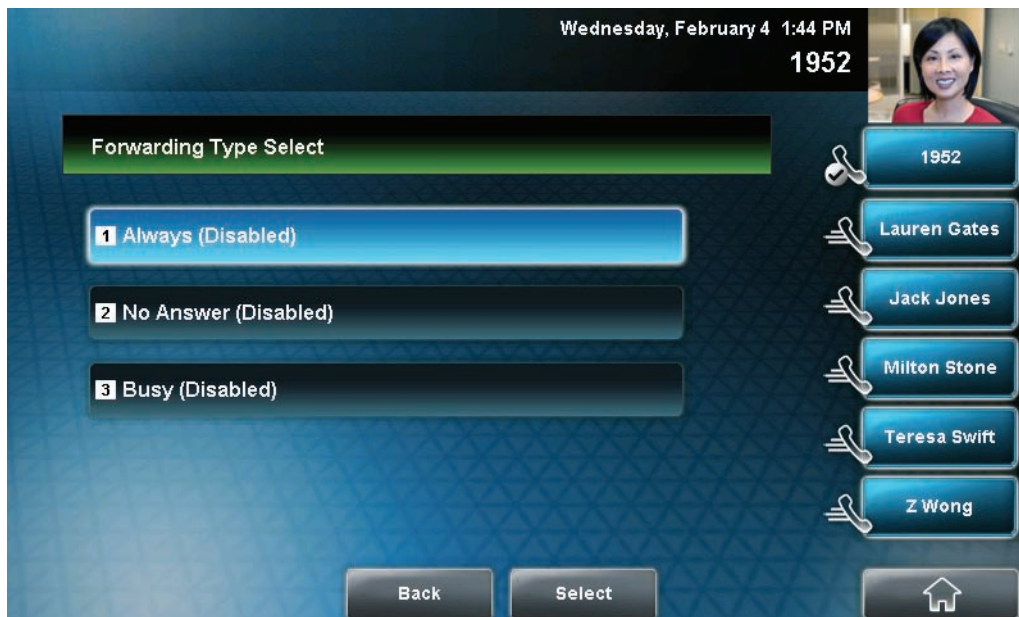 Wednesday, February 4 1:44 PM
1952
Forwarding Type Select
1 Always (Disabled)
2 No Answer (Disabled)
3 Busy (Disabled)
1952
Lauren Gates
Jack Jones
Milton Stone
Teresa Swift
Z Wong
Back
Select